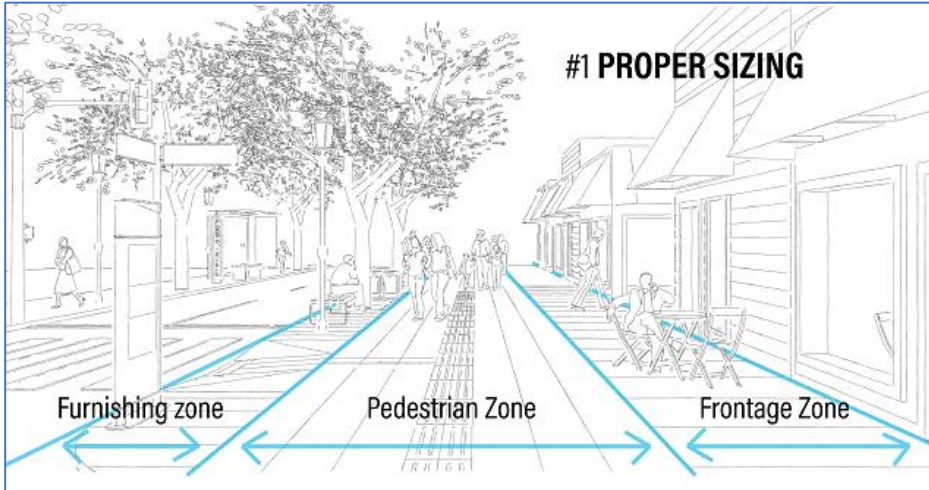 #1 PROPER SIZING
Furnishing zone
Pedestrian Zone
Frontage Zone